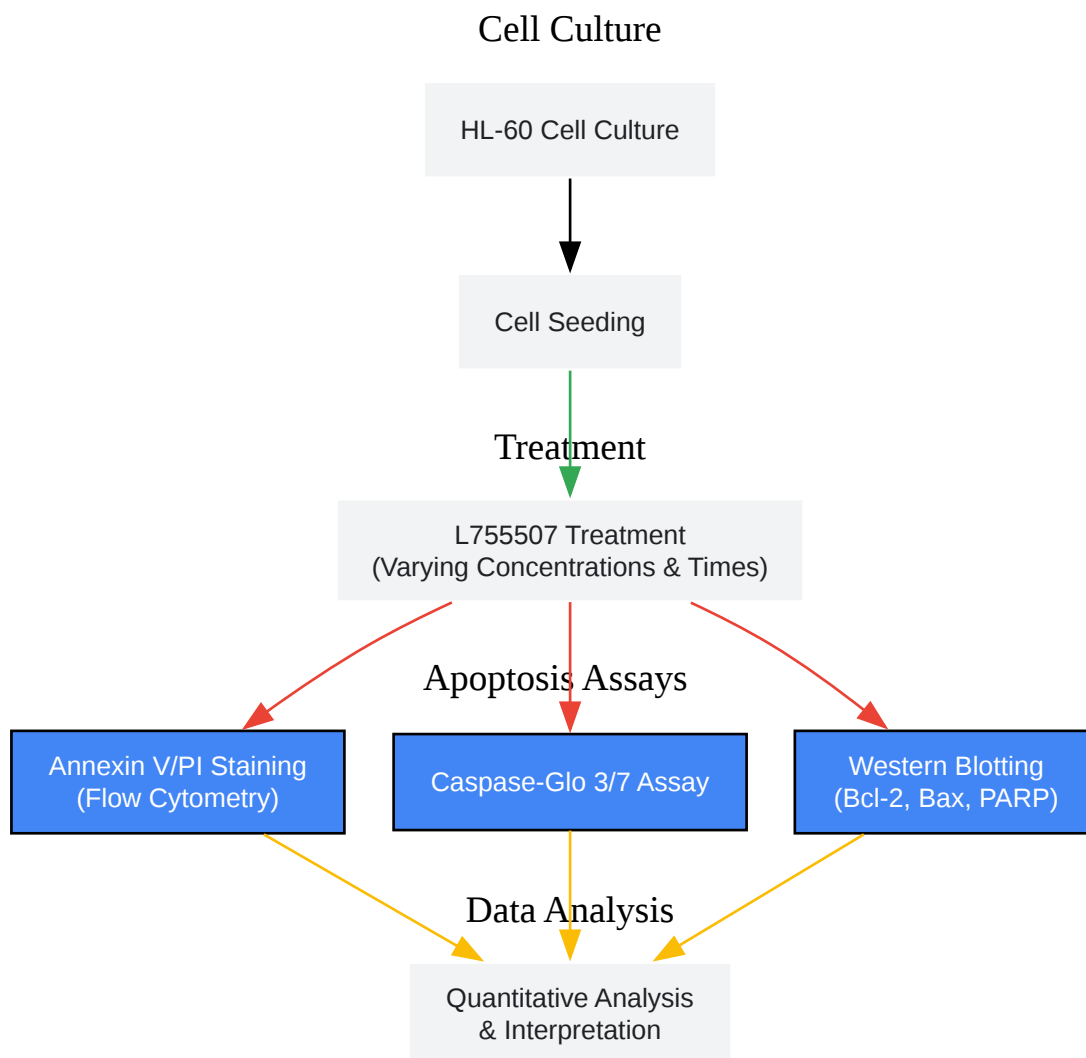 Cell Culture
HL-60 Cell Culture
Cell Seeding
Treatment
L755507 Treatment
(Varying Concentrations & Times)
Apoptosis Assays
Annexin V/PI Staining
(Flow Cytometry)
Caspase-Glo 3/7 Assay
Western Blotting
(Bcl-2, Bax, PARP)
Data Analysis
Quantitative Analysis
& Interpretation